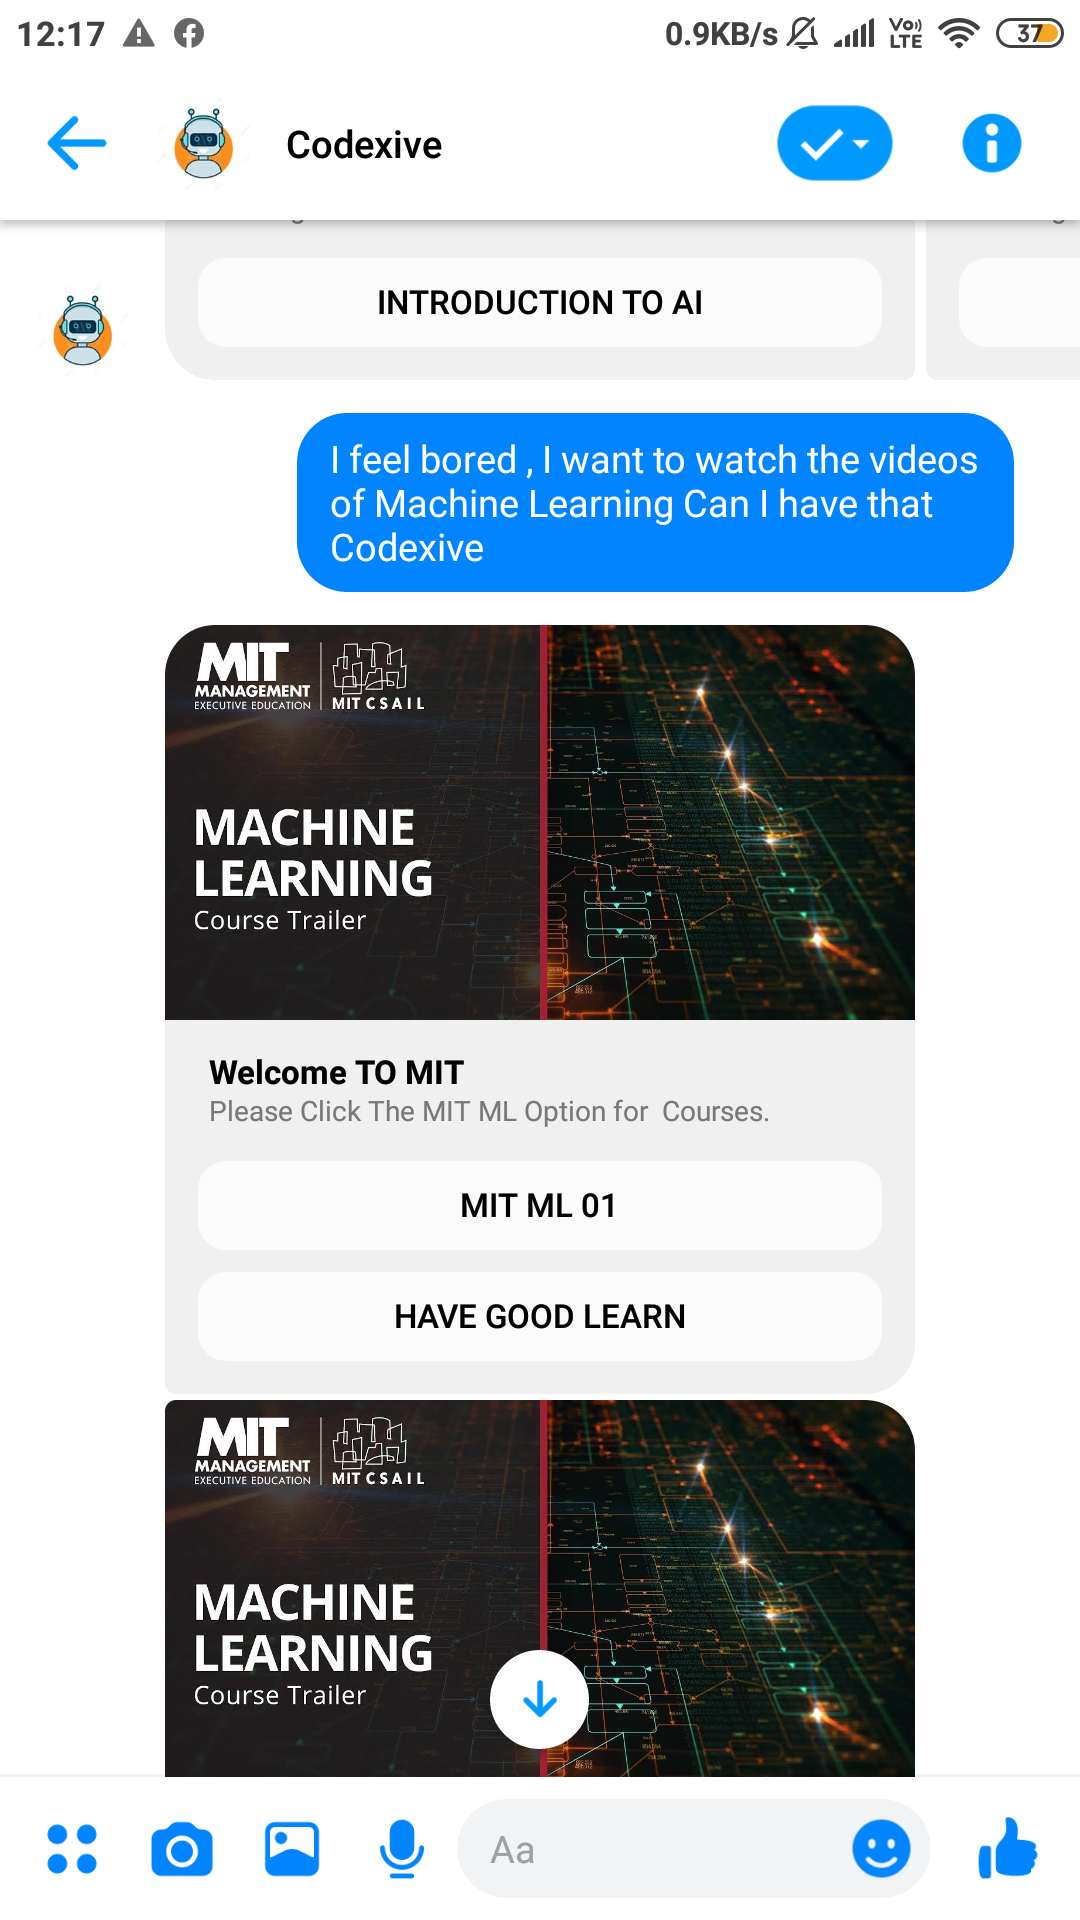 12:17
0.9KB/s
Vo)) LTE
37
Codexive
INTRODUCTION TO AI
I feel bored , I want to watch the videos
of Machine Learning Can I have that
Codexive
MIT
MANAGEMENT
EXECUTIVE EDUCATION
MIT CSAIL
MACHINE
LEARNING
Course Trailer
Welcome TO MIT
Please Click The MIT ML Option for  Courses.
MIT ML 01
HAVE GOOD LEARN
MIT
MANAGEMENT
EXECUTIVE EDUCATION
MIT CSAIL
MACHINE
LEARNING
Course Trailer
Aa